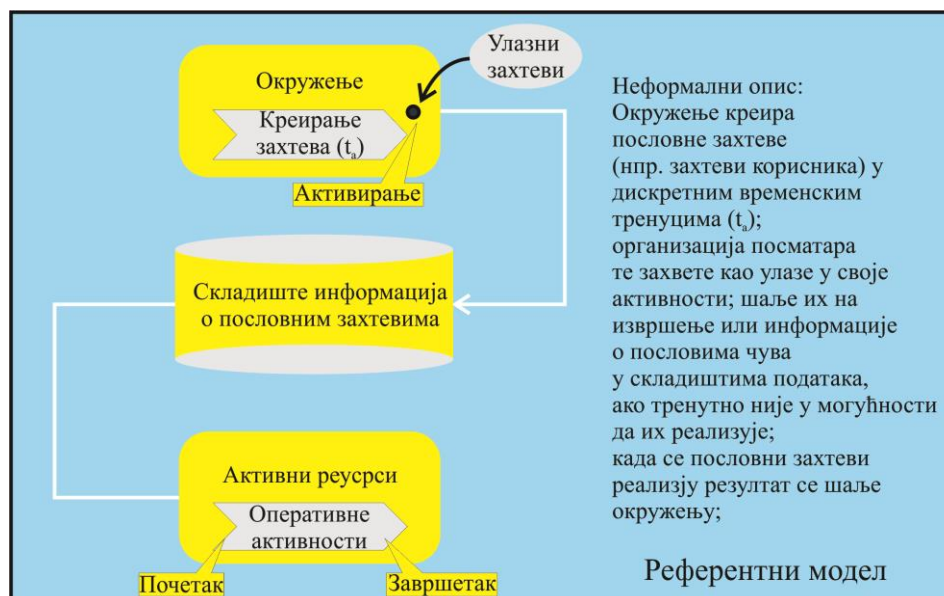 Улазни
захтеви
Окружење
Креирање
захтева (tₐ)
Активирање
Складиште информација
о пословним захтевима
Активни реусрси
Оперативне
активности
Почетак
Завршетак
Неформални опис:
Окружење креира
пословне захтеве
(нпр. захтеви корисника) у
дискретним временским
тренуцима (tₐ);
организација посматара
те захвете као улазе у своје
активности; шаље их на
извршење или информације
о пословима чува
у складиштима података,
ако тренутно није у могућности
да их реализује;
када се пословни захтеви
реализју резултат се шаље
окружењу;
Референтни модел